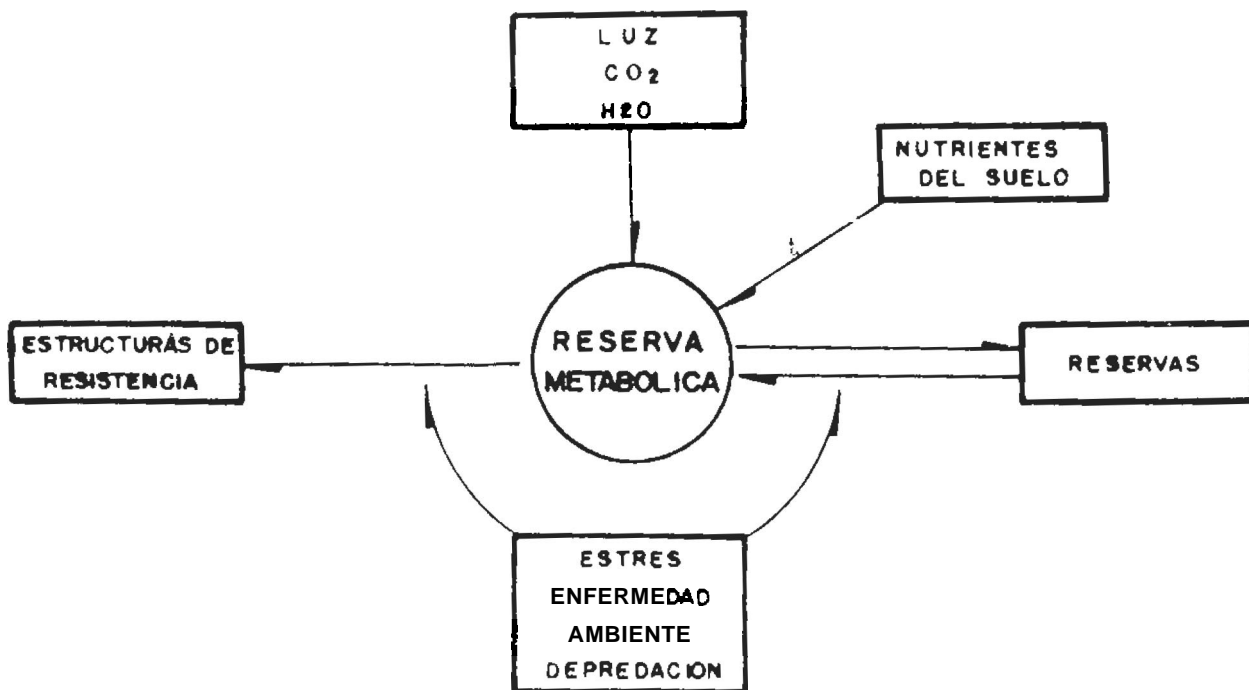 LUZ
CO2
H2O
NUTRIENTES
DEL SUELO
ESTRUCTURAS DE
RESISTENCIA
RESERVA
METABOLICA
RESERVAS
ESTRES
ENFERMEDAD
AMBIENTE
DEPREDACION